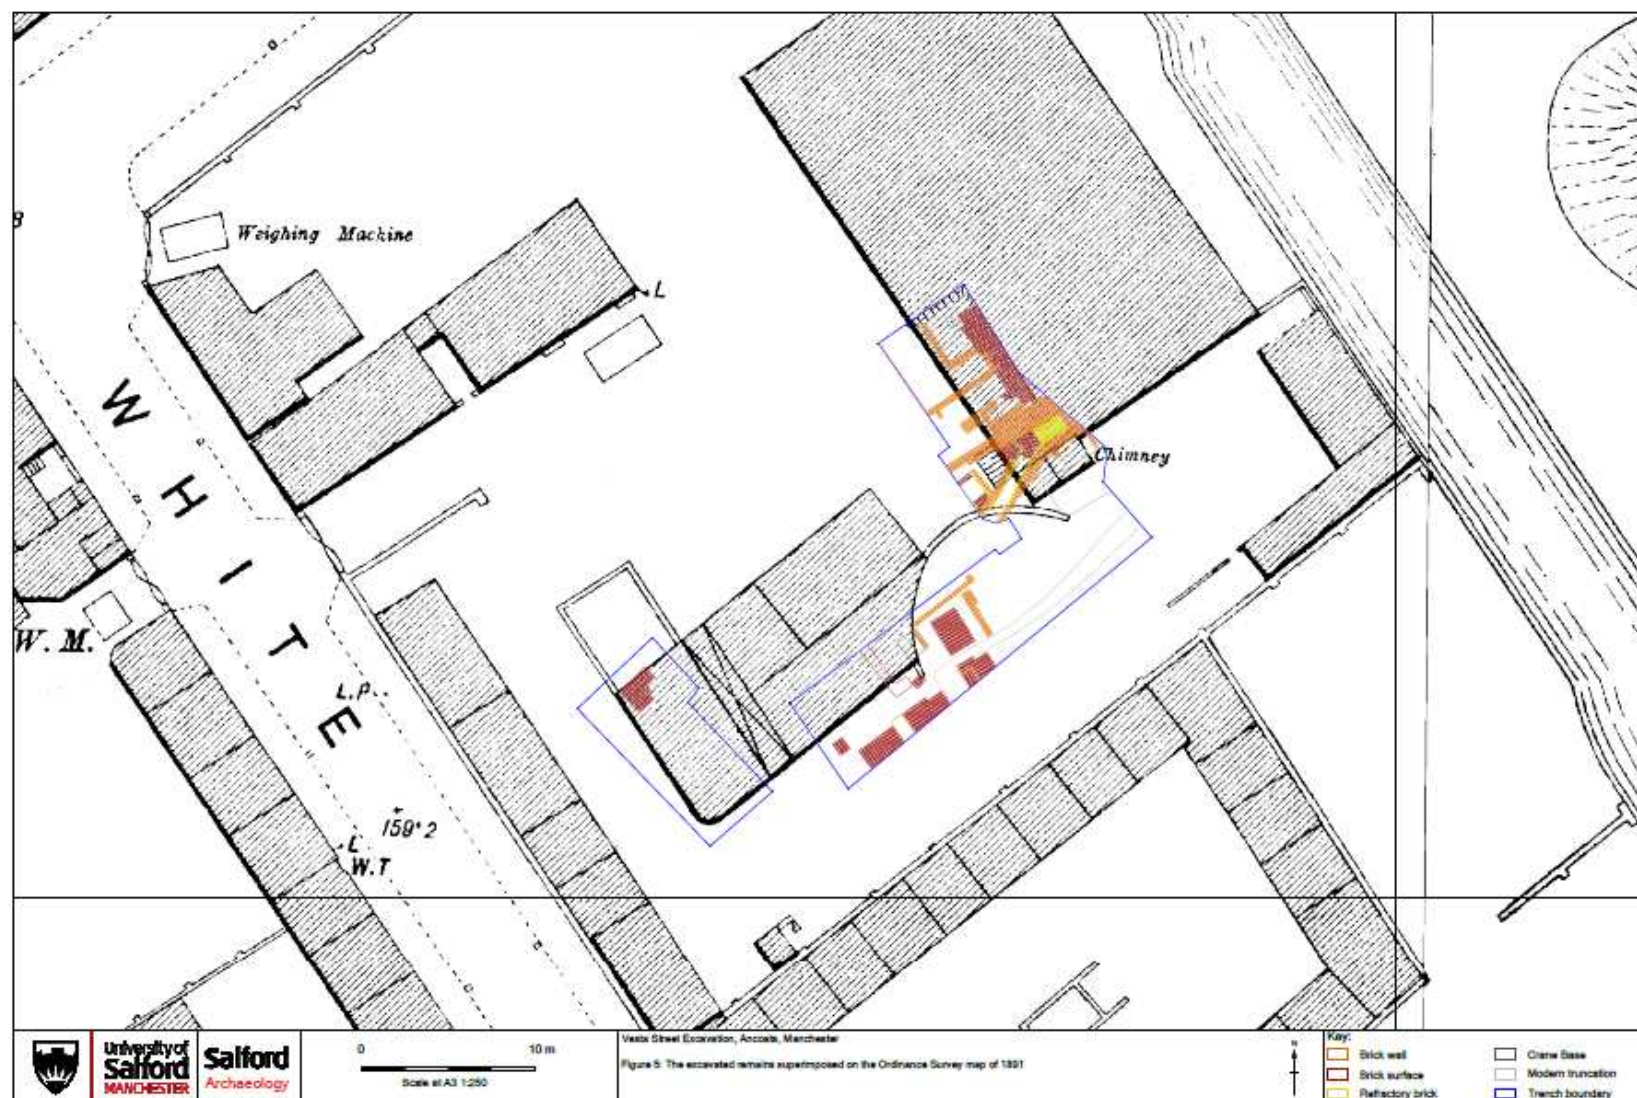 B
Weighing Machine
L
WHITE
Chimney
W. M.
L.P.
159·2
L
W.T
University of
Salford
MANCHESTER
Salford
Archaeology
0 10 m
Scale at A3 1:250
Vesta Street Excavation, Ancoats, Manchester
Figure 5: The excavated remains superimposed on the Ordinance Survey map of 1891
N
Key:
Brick wall
Brick surface
Refractory brick
Crane Base
Modern truncation
Trench boundary